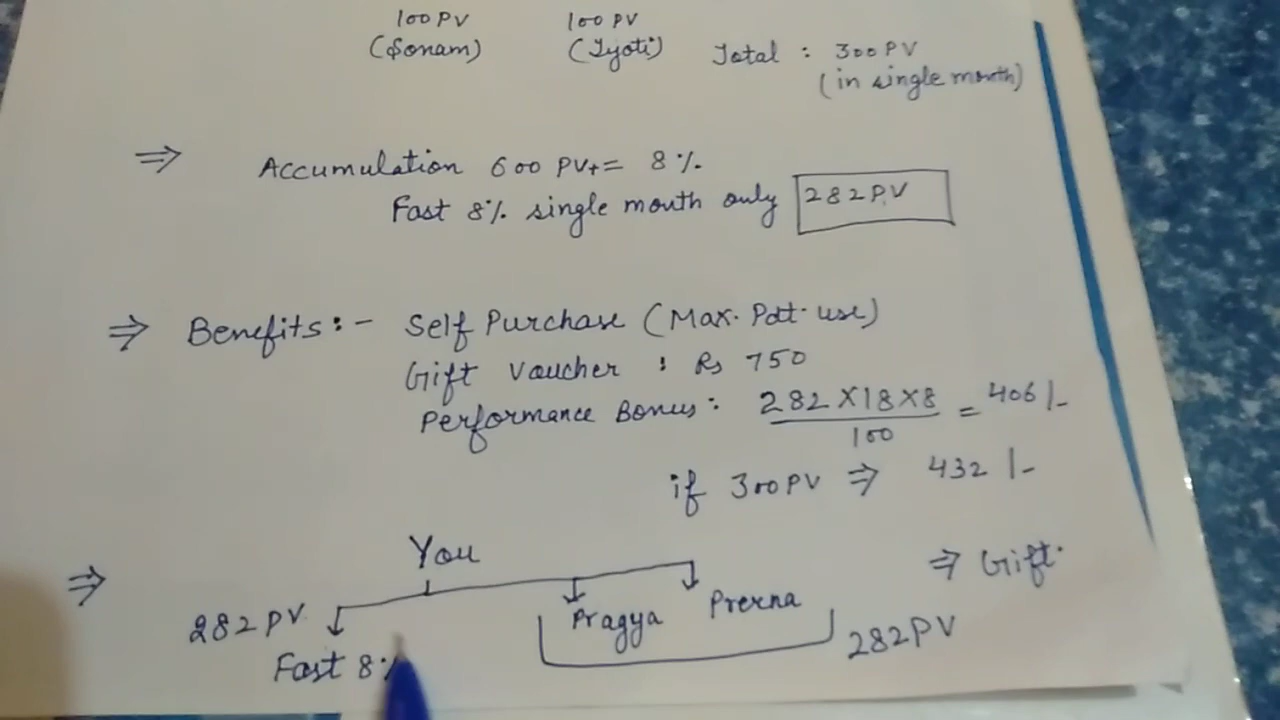 100 PV 100 PV
(Sonam) (Jyoti) Total : 300 PV
(in single month)
⇒ Accumulation 600 PV+ = 8%
Fast 8% single mouth only 282 PV
⇒ Benefits :- Self Purchase (Max. Pdt. use)
Gift Voucher : Rs 750
Performance Bonus : 282 X 18 X 8 / 100 = 406/-
if 300 PV ⇒ 432/-
You ⇒ Gift.
⇒ 282 PV Pragya Prerna 282 PV
Fast 8%